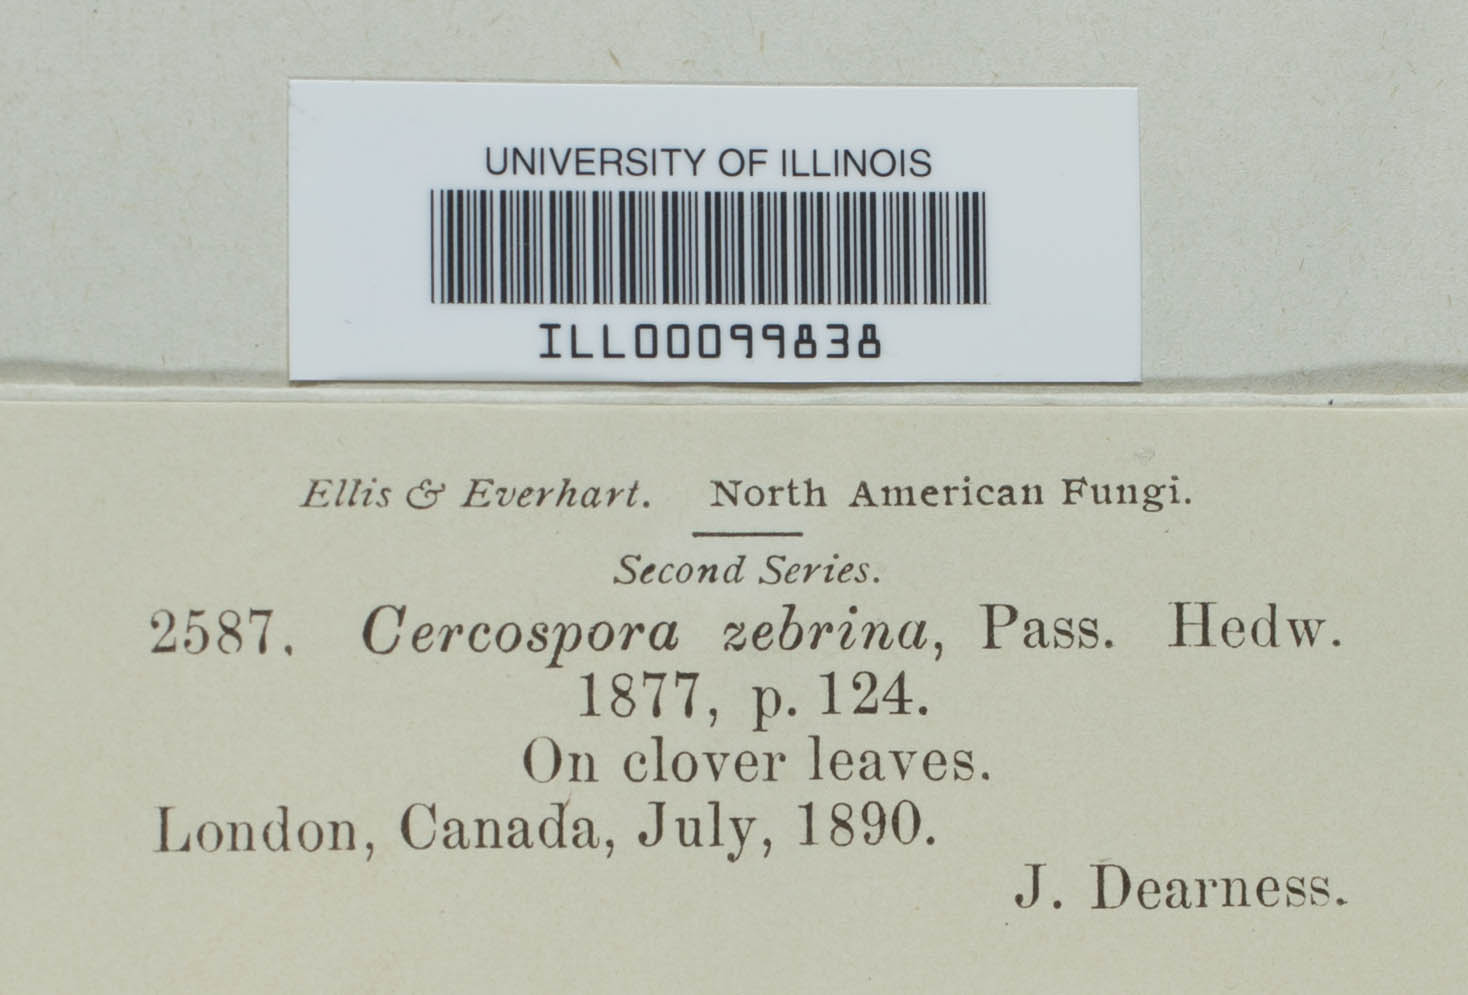 UNIVERSITY OF ILLINOIS
ILL00099838
Ellis & Everhart. North American Fungi.
Second Series.
2587. Cercospora zebrina, Pass. Hedw.
1877, p. 124.
On clover leaves.
London, Canada, July, 1890.
J. Dearness.